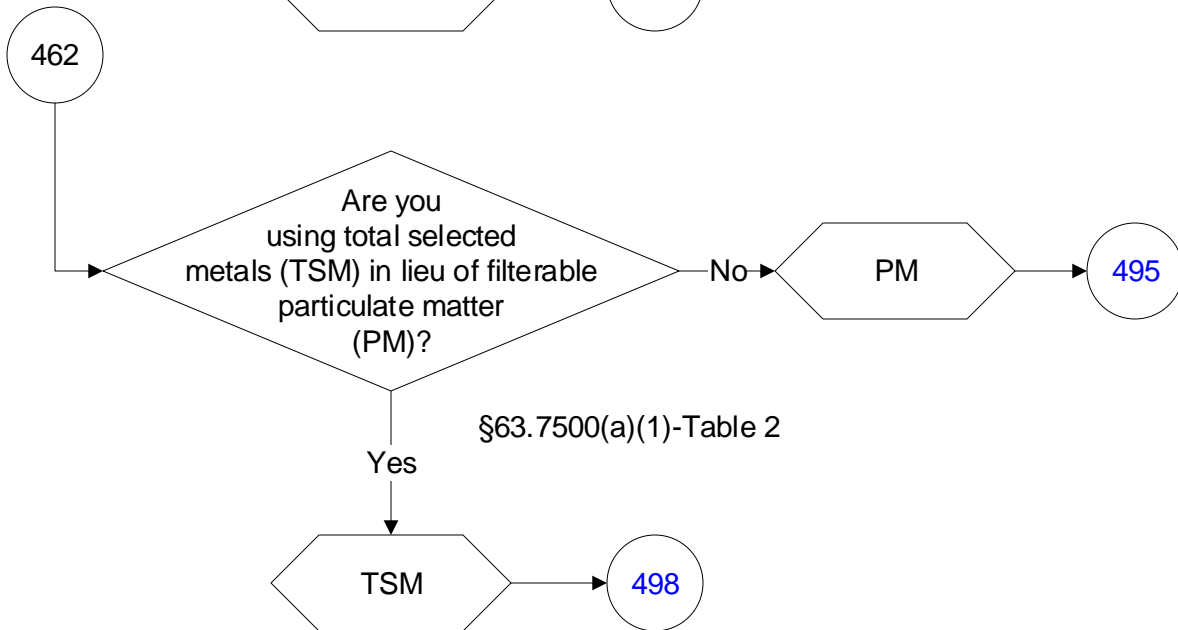 462
Are you
using total selected
metals (TSM) in lieu of filterable
particulate matter
(PM)?
No
PM
495
§63.7500(a)(1)-Table 2
Yes
TSM
498